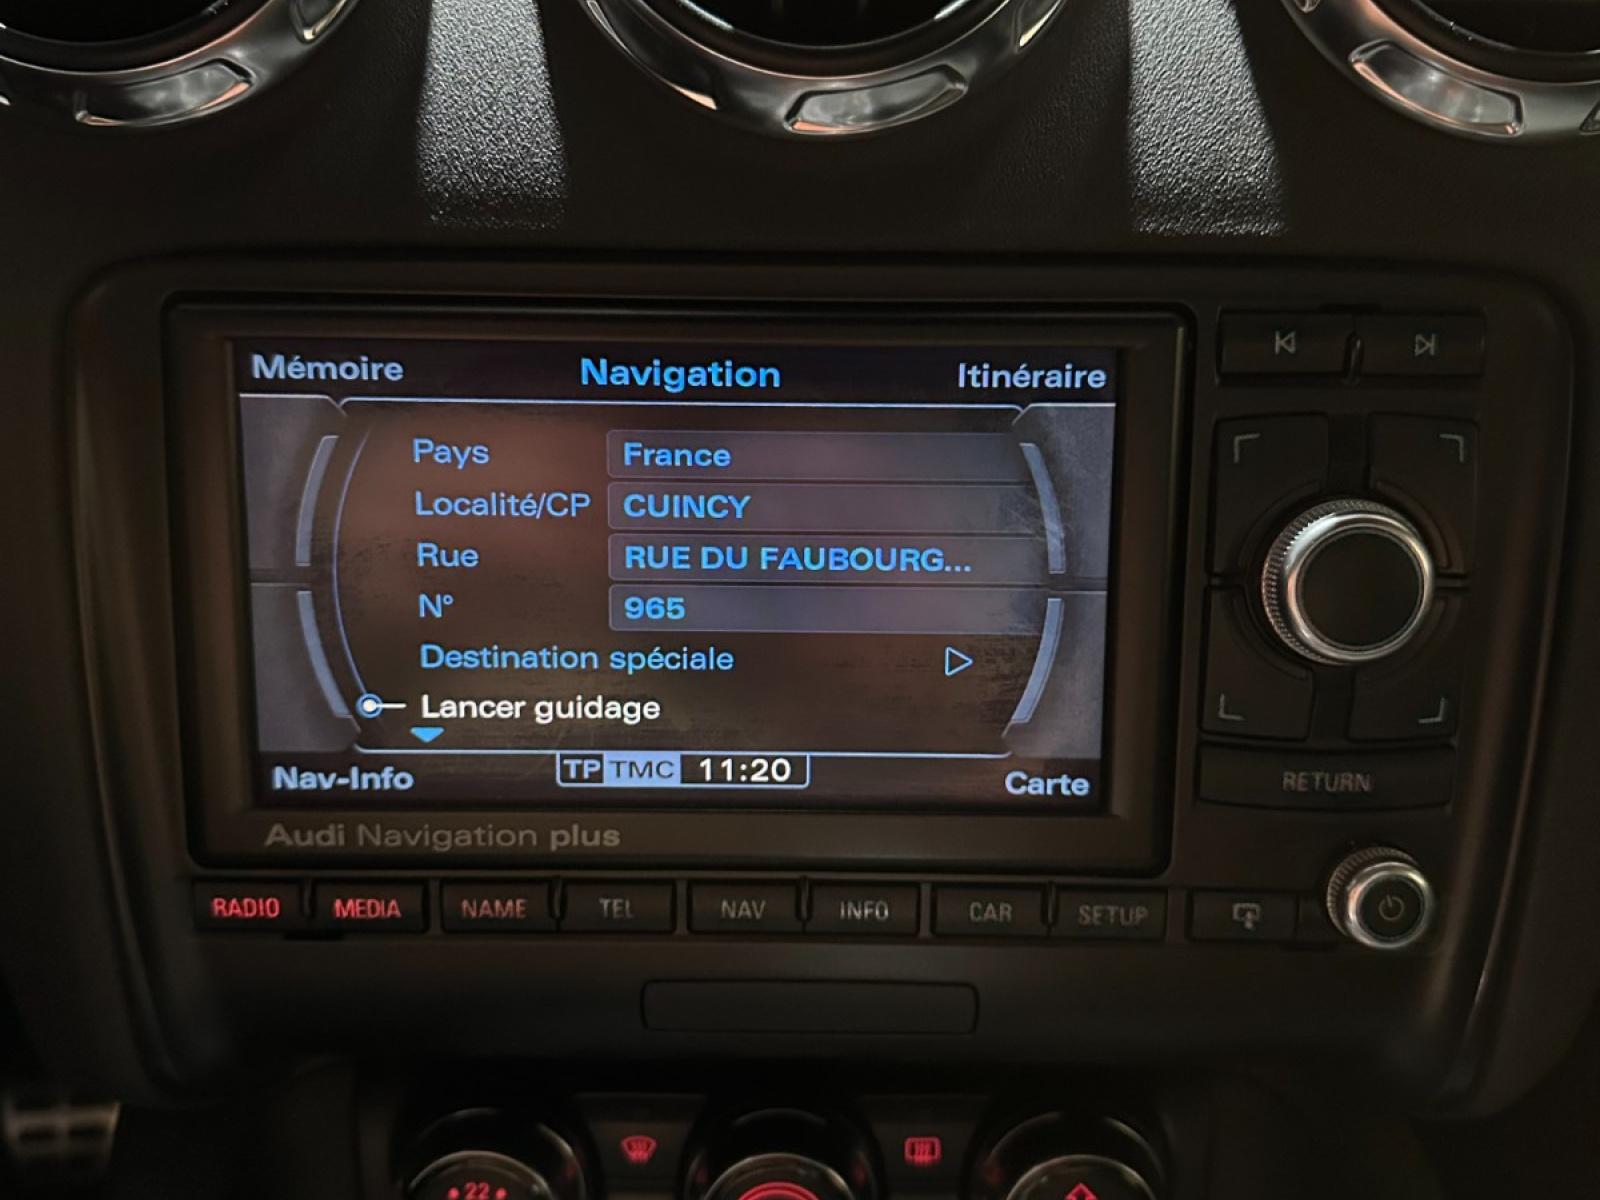 Mémoire Navigation Itinéraire
Pays France
Localité/CP CUINCY
Rue RUE DU FAUBOURG...
N° 965
Destination spéciale
Lancer guidage
Nav-Info TP TMC 11:20 Carte
RETURN
Audi Navigation plus
RADIO MEDIA NAME TEL NAV INFO CAR SETUP
22